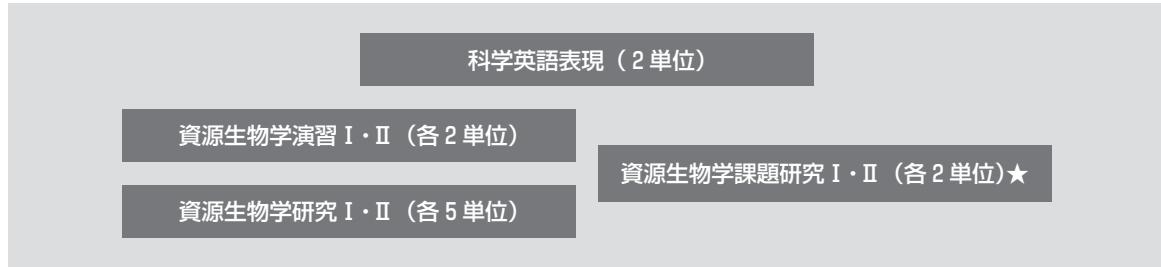 科学英語表現（2単位）
資源生物学演習Ⅰ・Ⅱ（各2単位）
資源生物学課題研究Ⅰ・Ⅱ（各2単位）★
資源生物学研究Ⅰ・Ⅱ（各5単位）